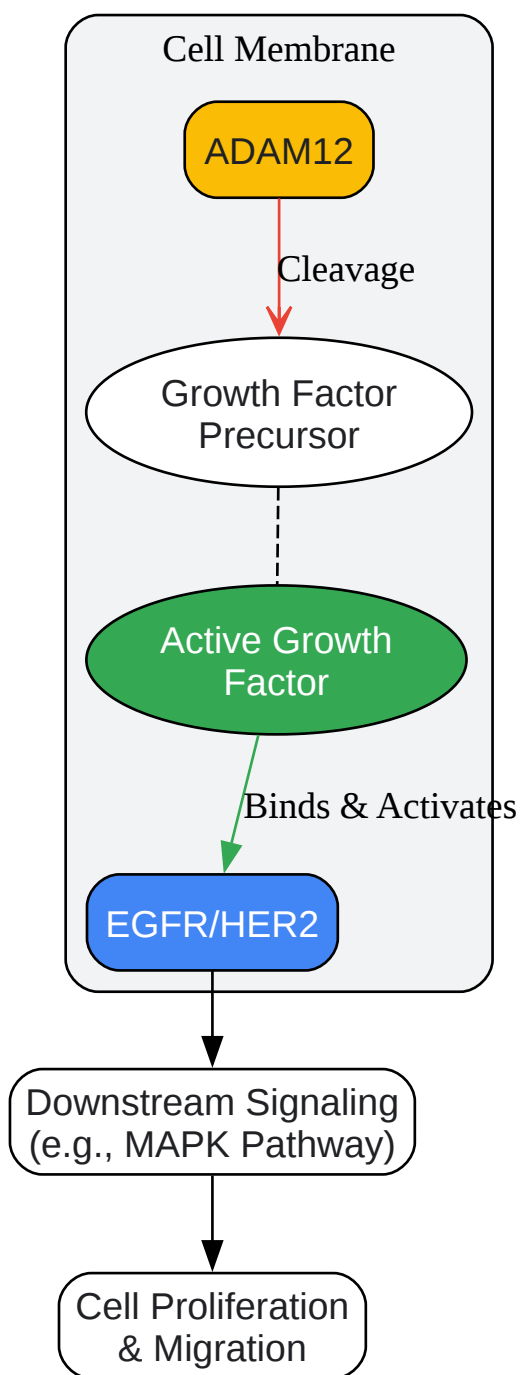 Cell Membrane
ADAM12
Cleavage
Growth Factor
Precursor
Active Growth
Factor
Binds & Activates
EGFR/HER2
Downstream Signaling
(e.g., MAPK Pathway)
Cell Proliferation
& Migration